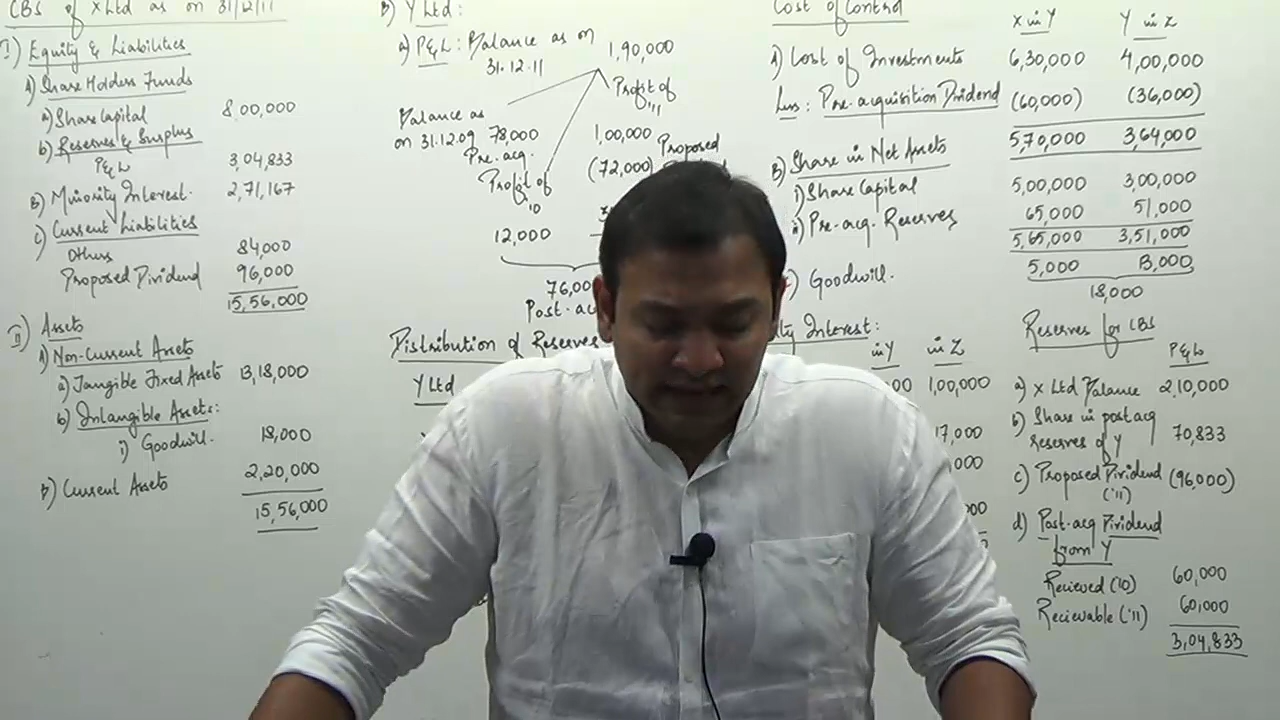 CBS of X Ltd as on 31/12/11
I) Equity & Liabilities
A) Share Holders Funds
a) Share Capital 8,00,000
b) Reserves & Surplus
P&L 3,04,833
B) Minority Interest. 2,71,167
C) Current Liabilities
Others 84,000
Proposed Dividend 96,000
15,56,000
II) Assets
A) Non-Current Assets
a) Tangible Fixed Assets 13,18,000
b) Intangible Assets:
i) Goodwill. 18,000
B) Current Assets 2,20,000
15,56,000
B) Y Ltd:
a) P&L: Balance as on 1,90,000
31.12.11
Profit of
'11
Balance as
on 31.12.09 78,000 1,00,000
Pre-acq. (72,000) Proposed
Profit of
'10
12,000
76,00
Post-ac
Distribution of Reserves
Y Ltd
Cost of Control
X in Y Y in Z
A) Cost of Investments 6,30,000 4,00,000
Less: Pre-acquisition Dividend (60,000) (36,000)
5,70,000 3,64,000
B) Share in Net Assets
i) Share Capital 5,00,000 3,00,000
ii) Pre-acq. Reserves 65,000 51,000
5,65,000 3,51,000
) Goodwill. 5,000 13,000
18,000
ty Interest:
in Y in Z
00 1,00,000
17,000
000
00
Reserves for CBS
P&L
a) X Ltd Balance 2,10,000
b) Share in post acq
reserves of Y 70,833
c) Proposed Dividend (96,000)
('11)
d) Post-acq Dividend
from Y
Recieved ('10) 60,000
Recievable ('11) 60,000
3,04,833